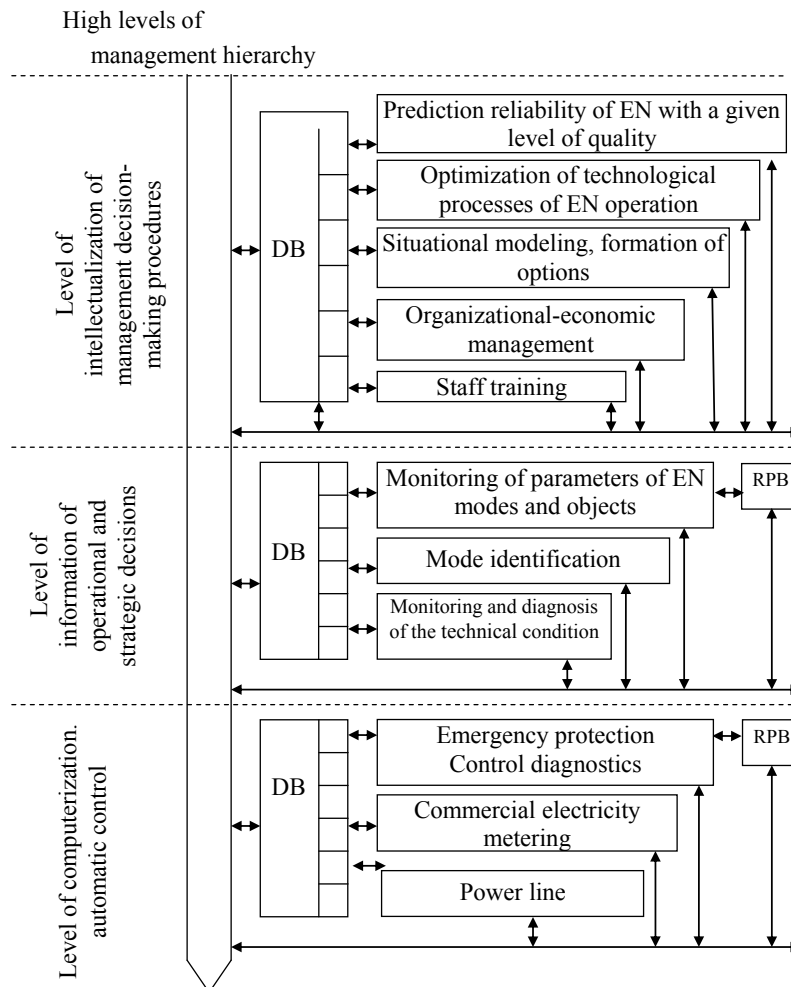 High levels of
management hierarchy
Level of
intellectualization of
management decision-
making procedures
DB
Prediction reliability of EN with a given
level of quality
Optimization of technological
processes of EN operation
Situational modeling, formation of
options
Organizational-economic
management
Staff training
Level of
information of
operational and
strategic decisions
DB
Monitoring of parameters of EN
modes and objects
RPB
Mode identification
Monitoring and diagnosis
of the technical condition
Level of computerization.
automatic control
DB
Emergency protection
Control diagnostics
RPB
Commercial electricity
metering
Power line